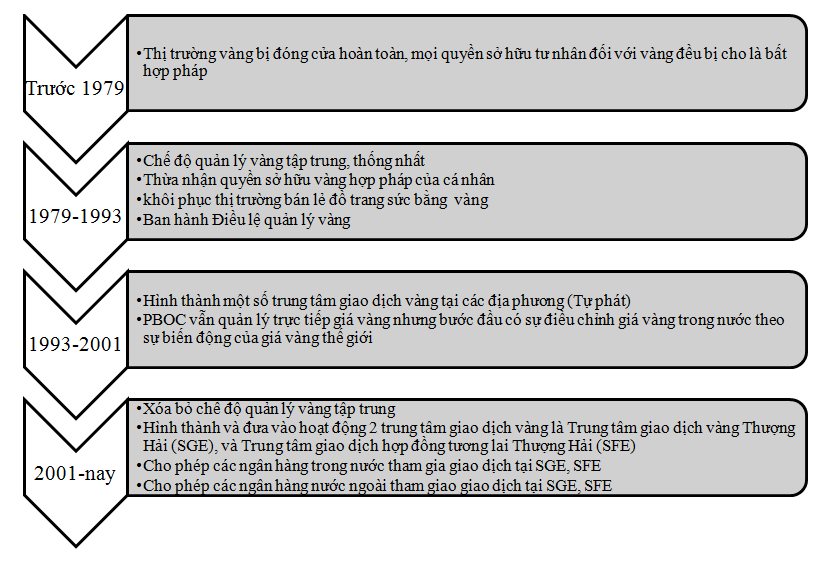 Trước 1979
•Thị trường vàng bị đóng cửa hoàn toàn, mọi quyền sở hữu tư nhân đối với vàng đều bị cho là bất
hợp pháp
1979-1993
•Chế độ quản lý vàng tập trung, thống nhất
•Thừa nhận quyền sở hữu vàng hợp pháp của cá nhân
•khôi phục thị trường bán lẻ đồ trang sức bằng vàng
•Ban hành Điều lệ quản lý vàng
1993-2001
•Hình thành một số trung tâm giao dịch vàng tại các địa phương (Tự phát)
•PBOC vẫn quản lý trực tiếp giá vàng nhưng bước đầu có sự điều chỉnh giá vàng trong nước theo
sự biến động của giá vàng thế giới
2001-nay
•Xóa bỏ chê độ quản lý vàng tập trung
•Hình thành và đưa vào hoạt động 2 trung tâm giao dịch vàng là Trung tâm giao dịch vàng Thượng
Hải (SGE), và Trung tâm giao dịch hợp đồng tương lai Thượng Hải (SFE)
•Cho phép các ngân hàng trong nước tham gia giao dịch tại SGE, SFE
•Cho phép các ngân hàng nước ngoài tham giao giao dịch tại SGE, SFE